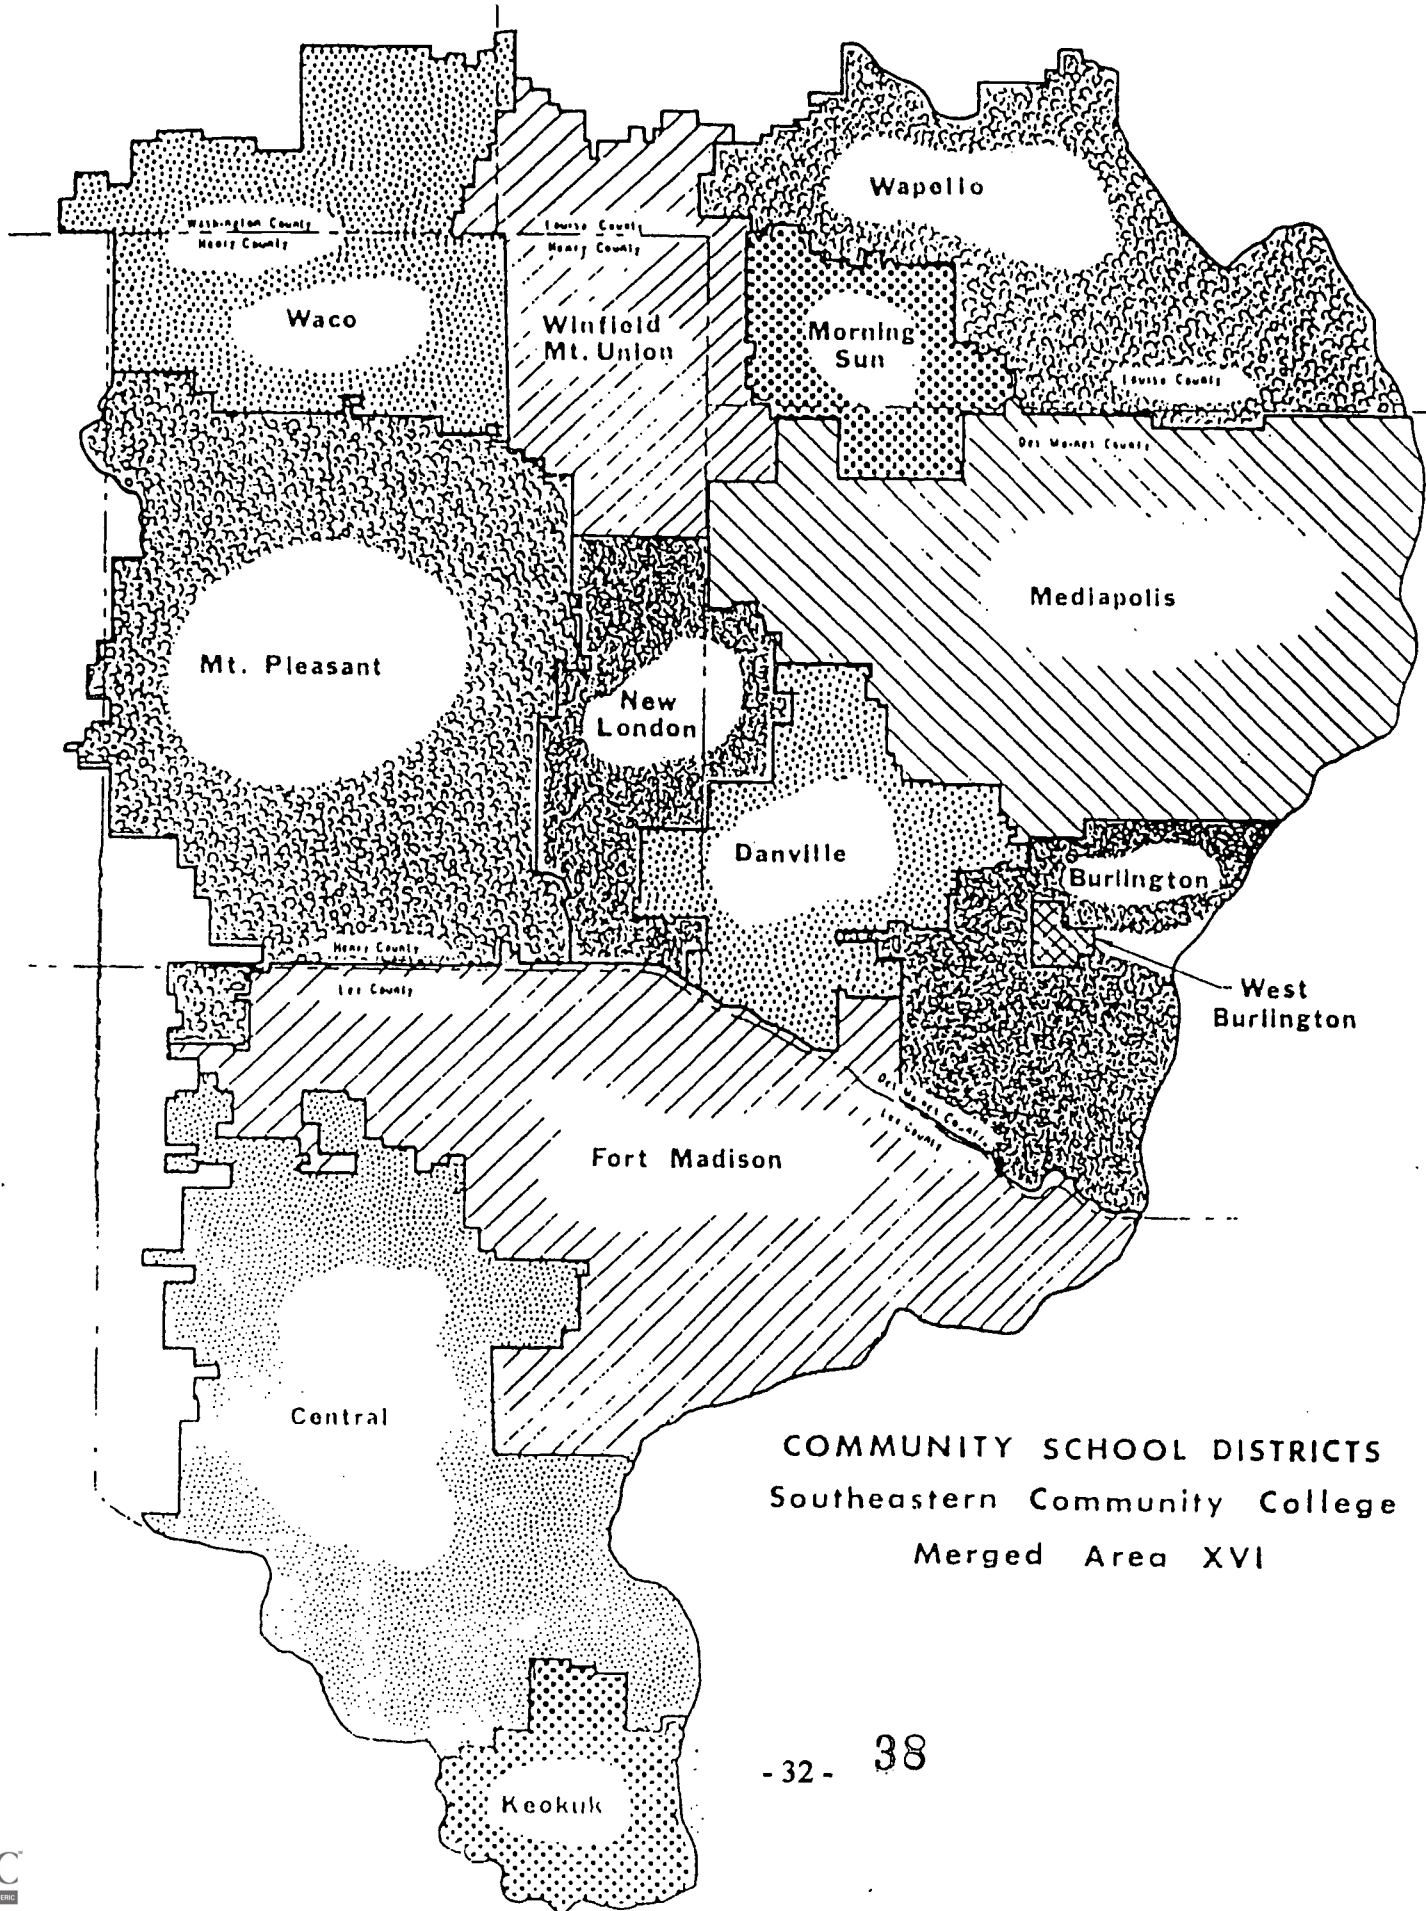 Wapello
Washington County
Henry County
Louisa County
Henry County
Waco
Winfield
Mt. Union
Morning
Sun
Louisa County
Des Moines County
Mediapolis
Mt. Pleasant
New
London
Danville
Burlington
Henry County
Lee County
West
Burlington
Des Moines County
Lee County
Fort Madison
Central
COMMUNITY SCHOOL DISTRICTS
Southeastern Community College
Merged Area XVI
- 32 - 38
Keokuk
ERIC